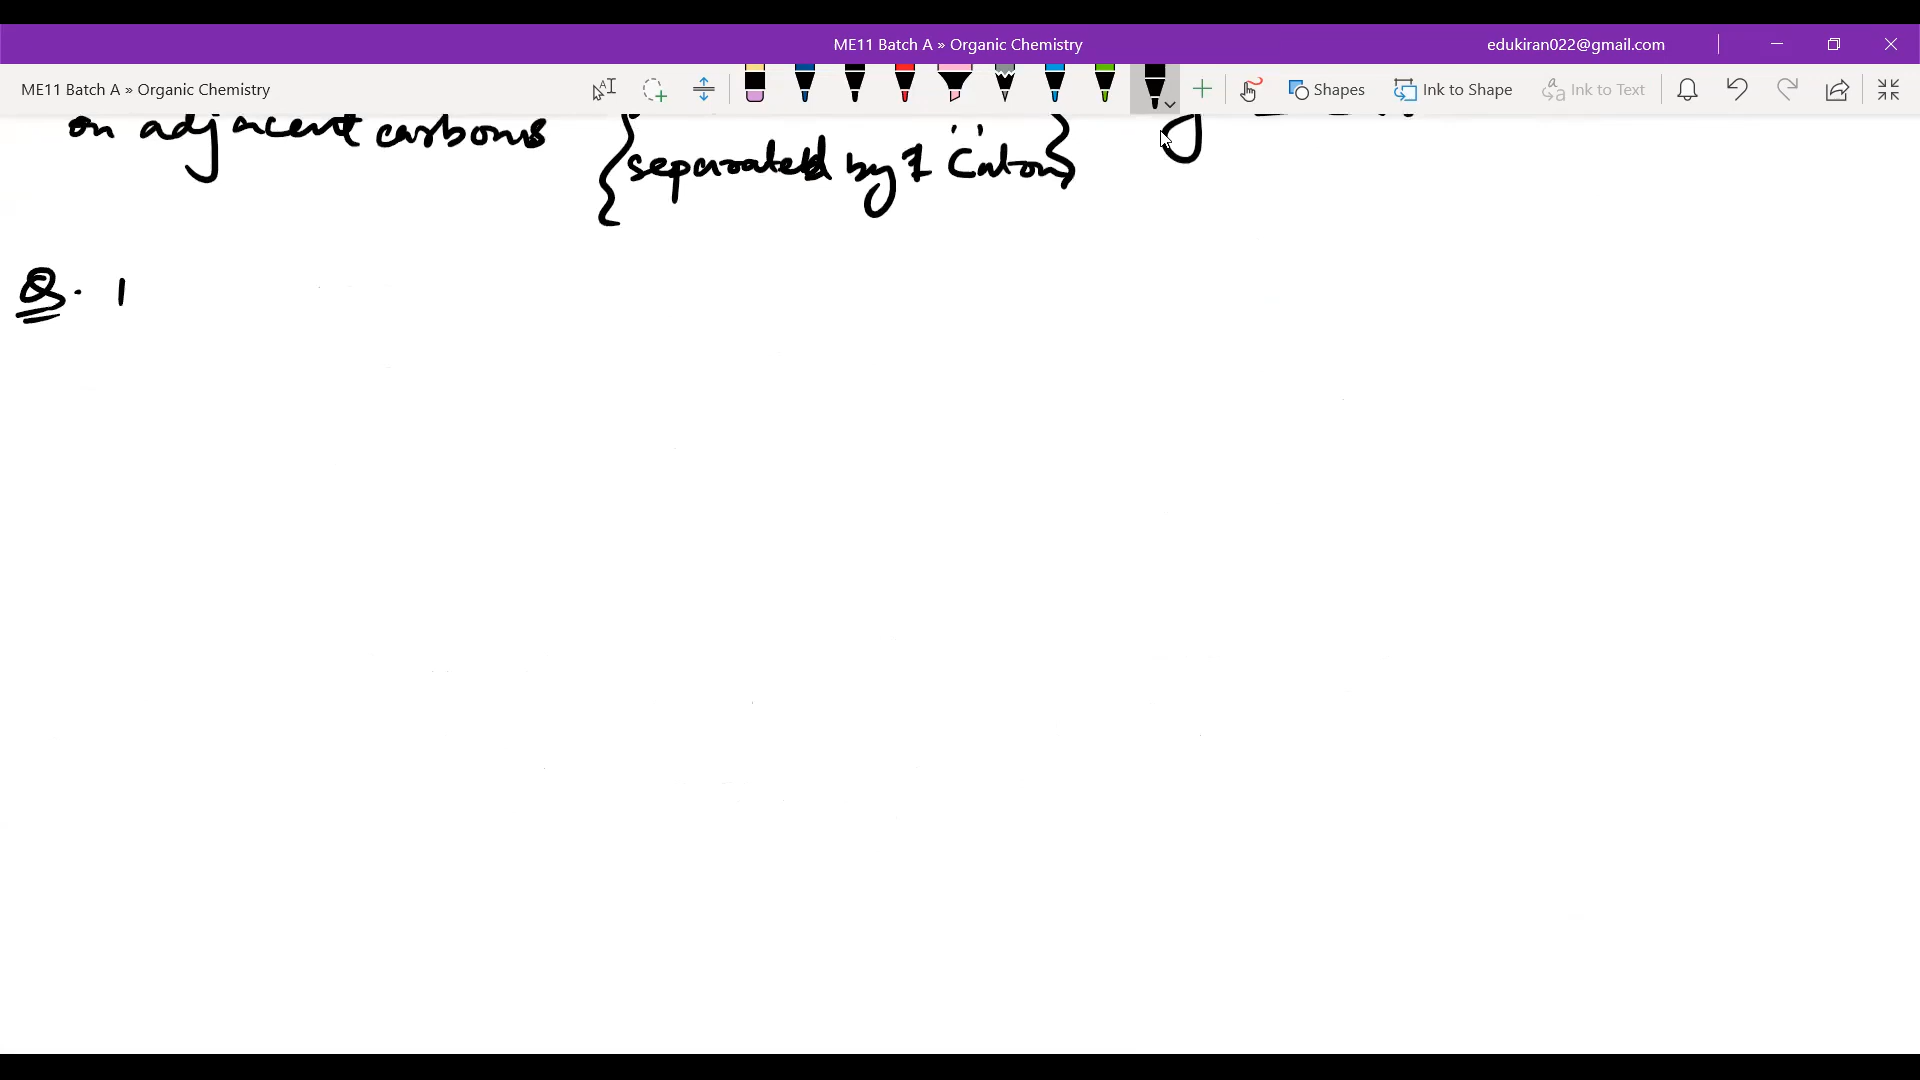 ME11 Batch A » Organic Chemistry
edukiran022@gmail.com
ME11 Batch A » Organic Chemistry
Shapes
Ink to Shape
Ink to Text
on adjacent carbons
{separated by 1 C atom}
Q. 1